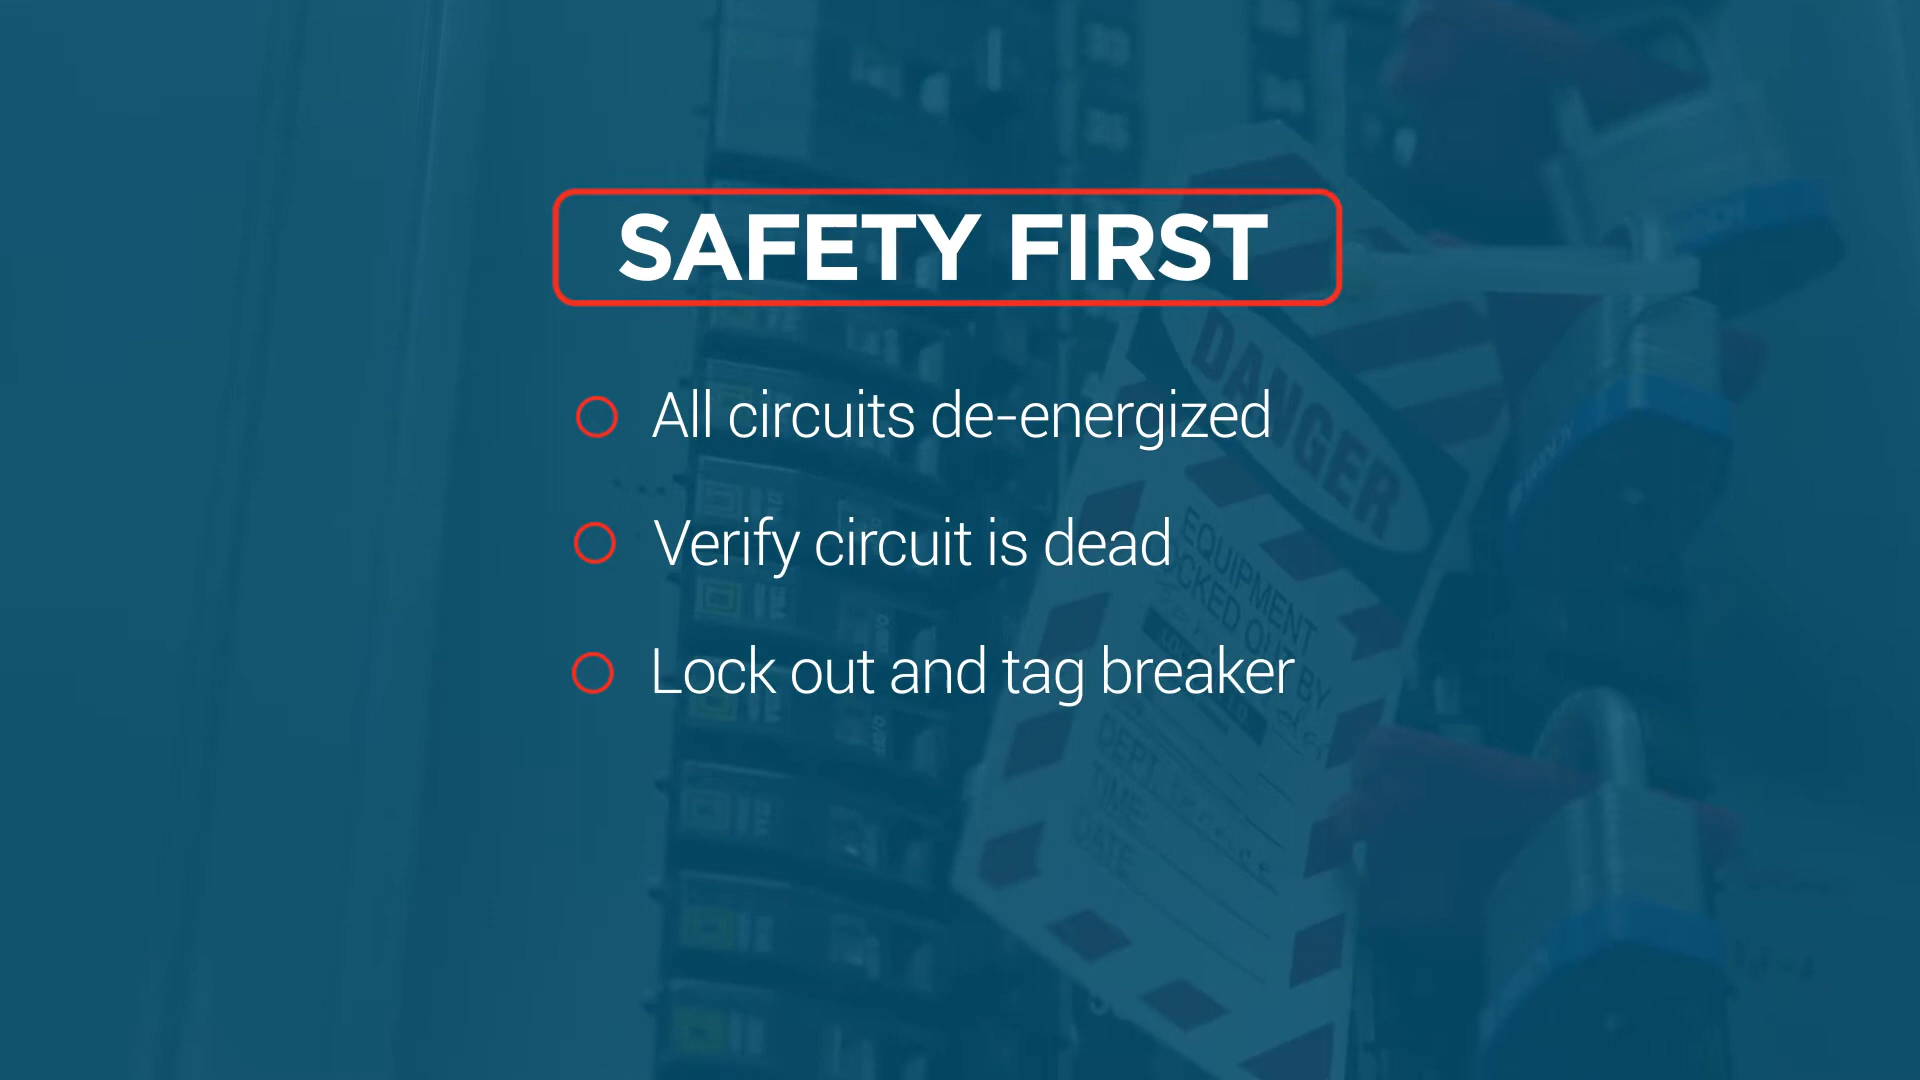 SAFETY FIRST
All circuits de-energized
Verify circuit is dead
Lock out and tag breaker
DANGER
EQUIPMENT
OUT BY
DEPT.
TIME:
DATE